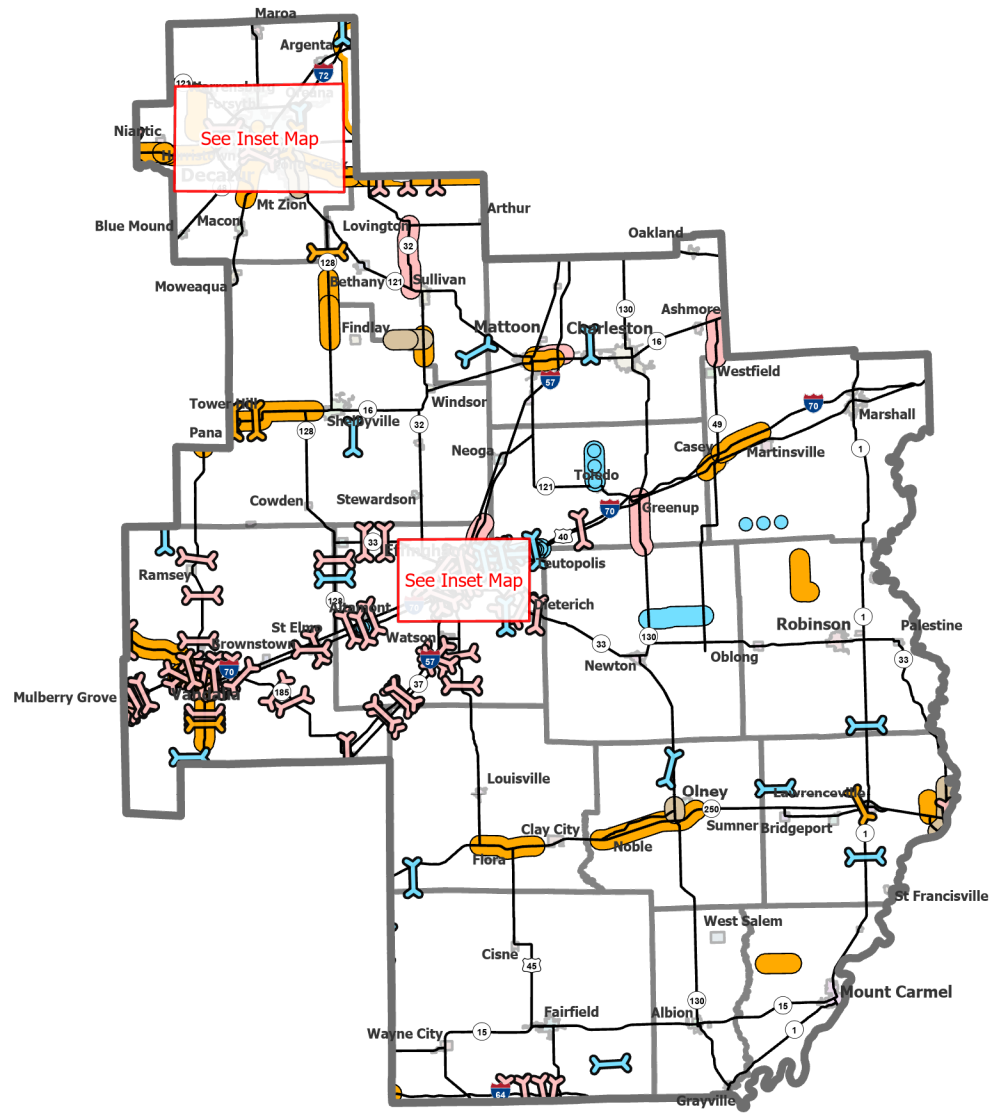 Maroa
Argenta
72
121
Forsyth
Oreana
See Inset Map
Niantic
Decatur
Mt Zion
Macon
Blue Mound
Lovington
Arthur
32
Oakland
128
Bethany
121
Sullivan
Moweaqua
130
Ashmore
Findlay
Mattoon
Charleston
16
57
Westfield
Windsor
70
Tower Hill
16
Shelbyville
Marshall
Pana
128
32
49
Neoga
Casey
Martinsville
1
Toledo
121
Cowden
Stewardson
70
Greenup
33
40
Teutopolis
See Inset Map
Ramsey
128
Altamont
Dieterich
1
St Elmo
Watson
Robinson
Palestine
Brownstown
33
130
57
Newton
Oblong
33
70
Mulberry Grove
Vandalia
185
37
Louisville
Olney
Lawrenceville
250
Clay City
Sumner
Bridgeport
1
Noble
Flora
St Francisville
West Salem
Cisne
45
Mount Carmel
130
15
Fairfield
Albion
Wayne City
15
1
64
Grayville